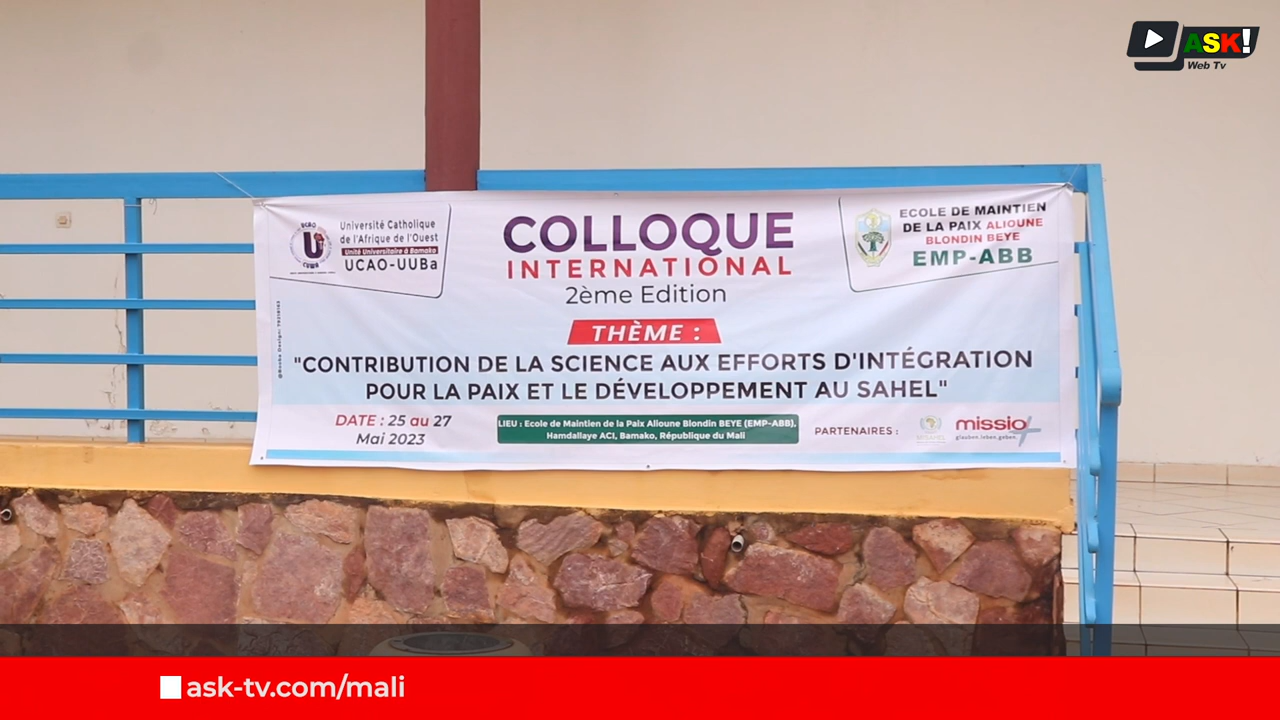 ASK!
Web Tv
Université Catholique
de l'Afrique de l'Ouest
Unité Universitaire à Bamako
UCAO-UUBa
UCAO
U
COLLOQUE
INTERNATIONAL
2ème Edition
ECOLE DE MAINTIEN
DE LA PAIX ALIOUNE
BLONDIN BEYE
EMP-ABB
THÈME :
"CONTRIBUTION DE LA SCIENCE AUX EFFORTS D'INTÉGRATION
POUR LA PAIX ET LE DÉVELOPPEMENT AU SAHEL"
DATE : 25 au 27
Mai 2023
LIEU : Ecole de Maintien de la Paix Alioune Blondin BEYE (EMP-ABB),
Hamdallaye ACI, Bamako, République du Mali
PARTENAIRES :
MISAHEL
missio
glauben.leben.geben.
ask-tv.com/mali